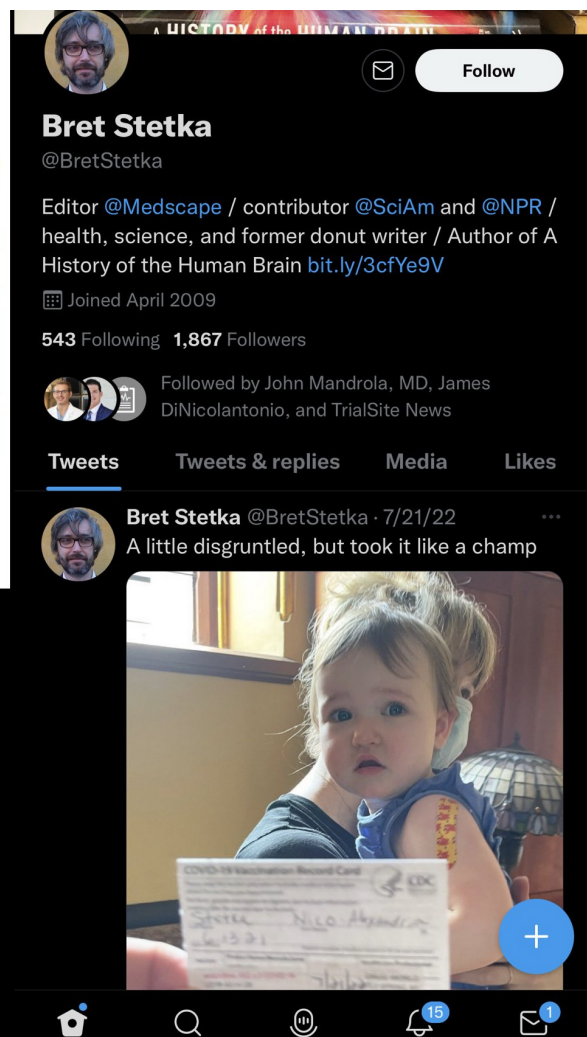 A HISTORY of the HUMAN BRAIN
Follow
Bret Stetka
@BretStetka
Editor @Medscape / contributor @SciAm and @NPR /
health, science, and former donut writer / Author of A
History of the Human Brain bit.ly/3cfYe9V
Joined April 2009
543 Following 1,867 Followers
Followed by John Mandrola, MD, James
DiNicolantonio, and TrialSite News
Tweets Tweets & replies Media Likes
Bret Stetka @BretStetka · 7/21/22 ...
A little disgruntled, but took it like a champ
COVID-19 Vaccination Record Card
CDC
15 1